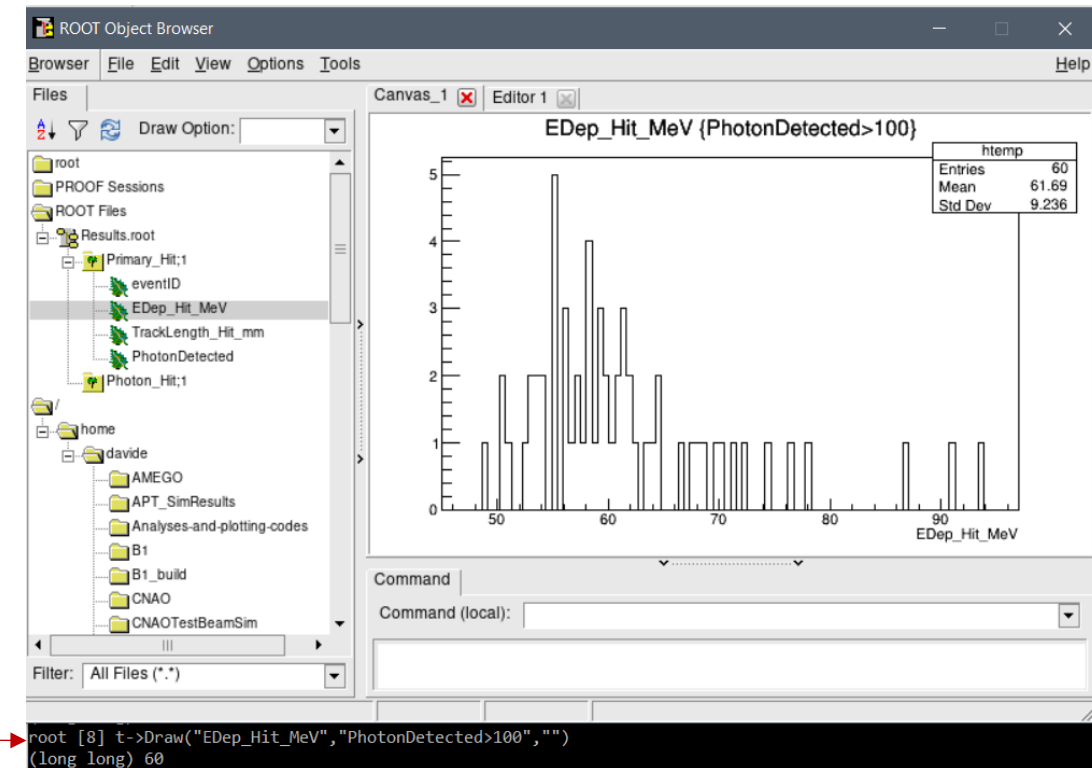 ROOT Object Browser
Browser File Edit View Options Tools Help
Files
Draw Option:
root
PROOF Sessions
ROOT Files
Results.root
Primary_Hit;1
eventID
EDep_Hit_MeV
TrackLength_Hit_mm
PhotonDetected
Photon_Hit;1
/
home
davide
AMEGO
APT_SimResults
Analyses-and-plotting-codes
B1
B1_build
CNAO
CNAOTestBeamSim
Filter: All Files (*.*)
Canvas_1 Editor 1
EDep_Hit_MeV {PhotonDetected>100}
htemp
Entries 60
Mean 61.69
Std Dev 9.236
5
4
3
2
1
0
50 60 70 80 90
EDep_Hit_MeV
Command
Command (local):
root [8] t->Draw("EDep_Hit_MeV","PhotonDetected>100","")
(long long) 60